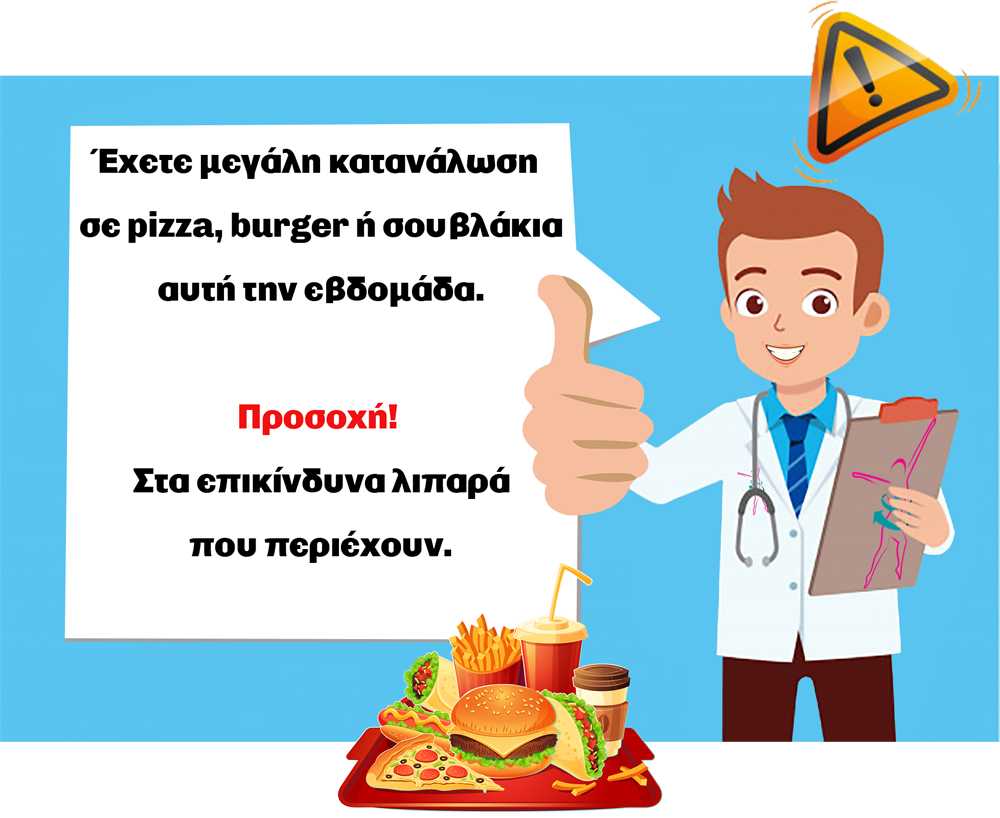 Έχετε μεγάλη κατανάλωση
σε pizza, burger ή σουβλάκια
αυτή την εβδομάδα.
Προσοχή!
Στα επικίνδυνα λιπαρά
που περιέχουν.